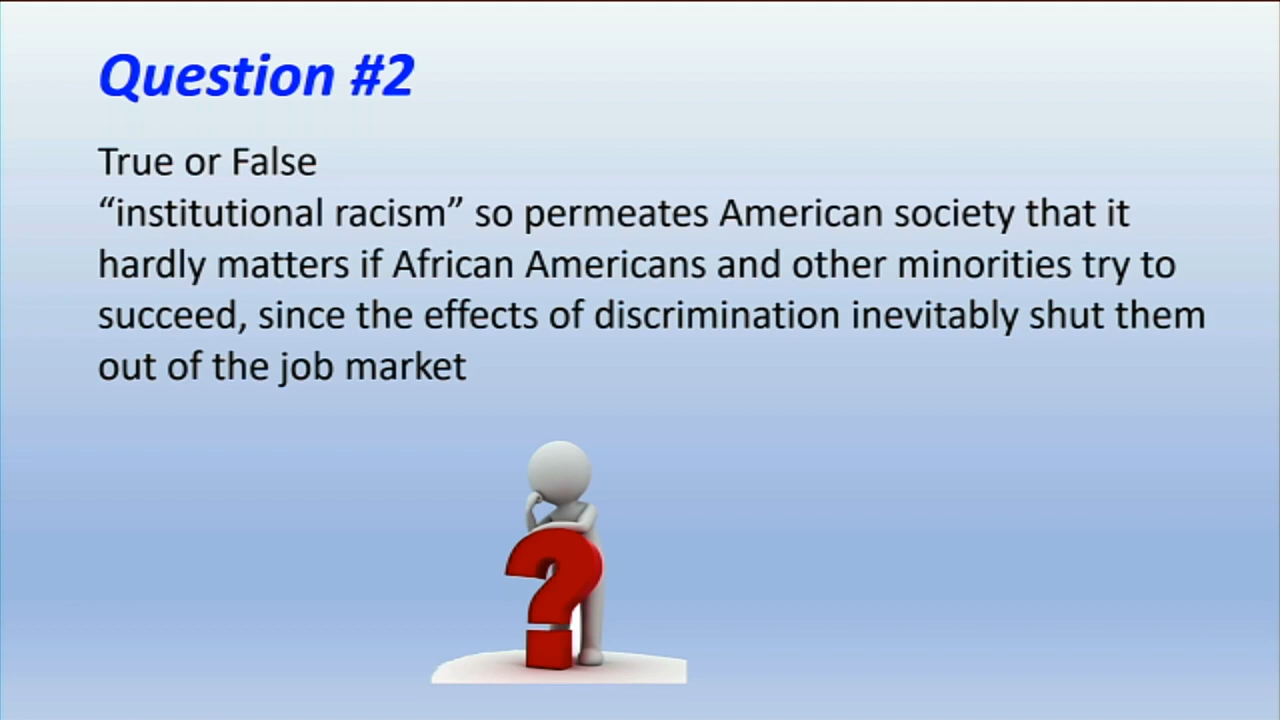 Question #2
True or False
“institutional racism” so permeates American society that it
hardly matters if African Americans and other minorities try to
succeed, since the effects of discrimination inevitably shut them
out of the job market